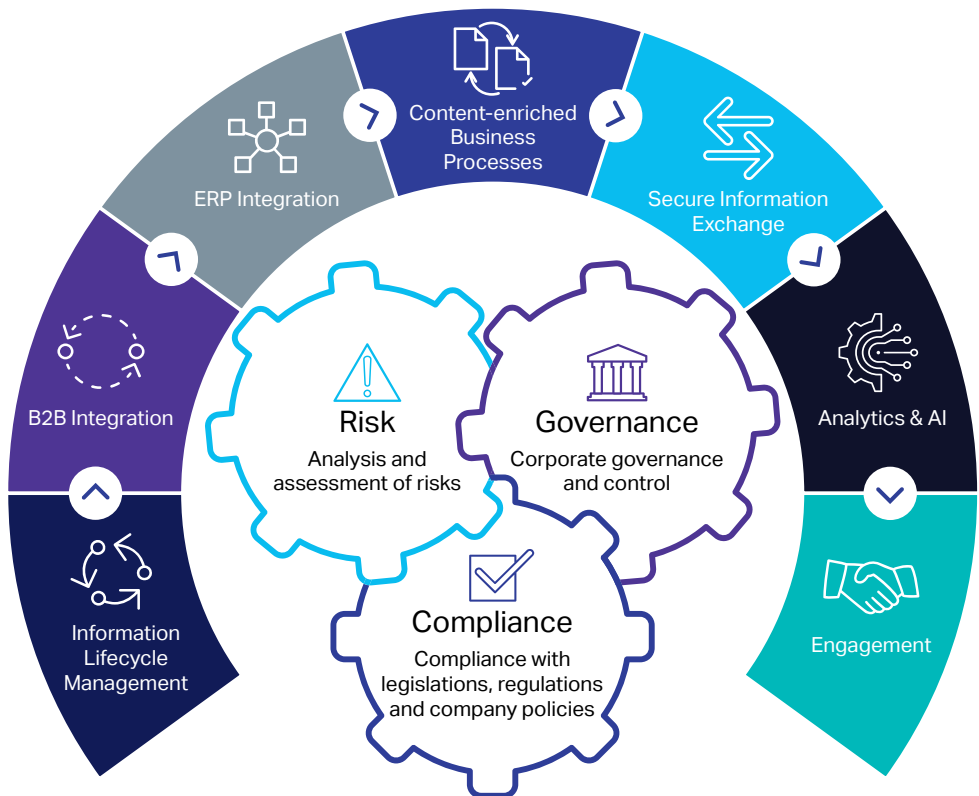 Content-enriched
Business
Processes
ERP Integration
Secure Information
Exchange
B2B Integration
Analytics & AI
Information
Lifecycle
Management
Engagement
Risk
Analysis and
assessment of risks
Governance
Corporate governance
and control
Compliance
Compliance with
legislations, regulations
and company policies